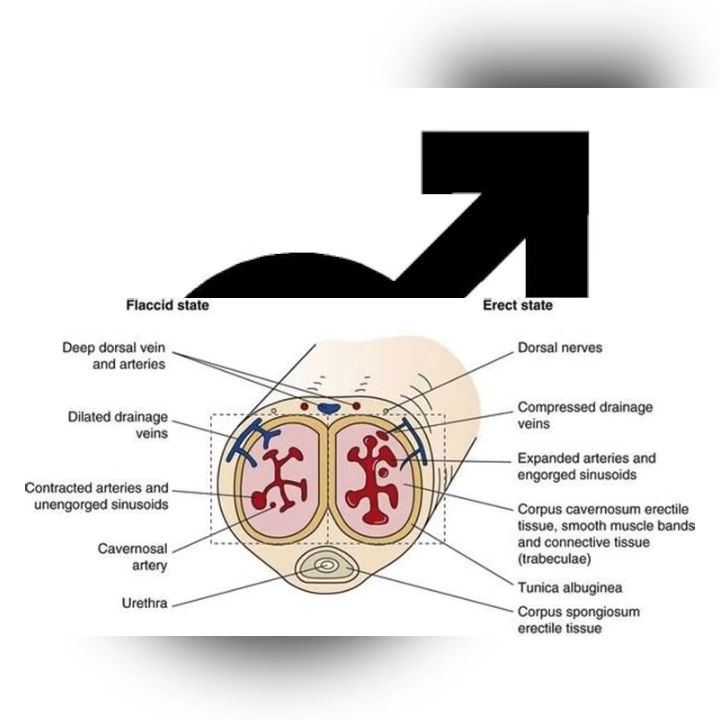 Flaccid state
Erect state
Deep dorsal vein
and arteries
Dilated drainage
veins
Contracted arteries and
unengorged sinusoids
Cavernosal
artery
Urethra
Dorsal nerves
Compressed drainage
veins
Expanded arteries and
engorged sinusoids
Corpus cavernosum erectile
tissue, smooth muscle bands
and connective tissue
(trabeculae)
Tunica albuginea
Corpus spongiosum
erectile tissue